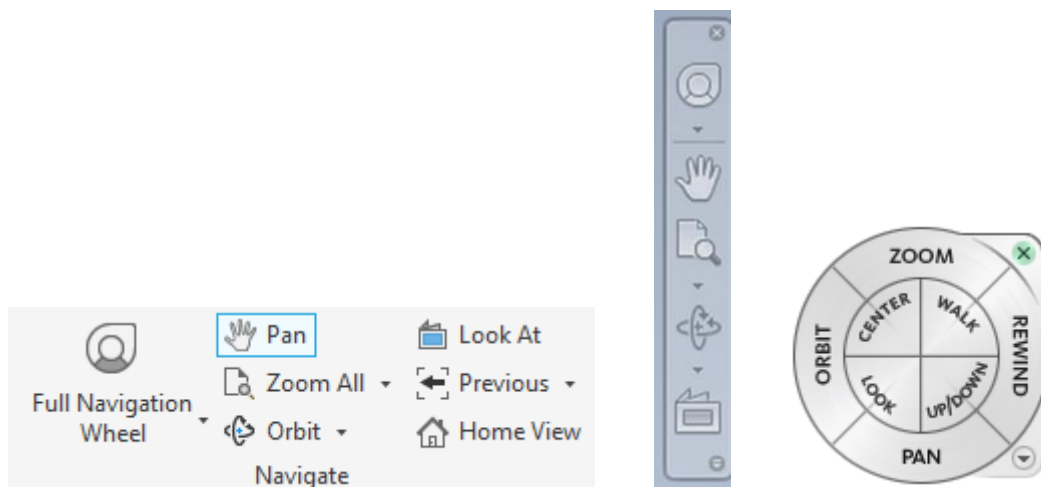 Full Navigation
Wheel
Pan
Zoom All
Orbit
Look At
Previous
Home View
Navigate
ZOOM
CENTER
WALK
ORBIT
REWIND
LOOK
UP/DOWN
PAN